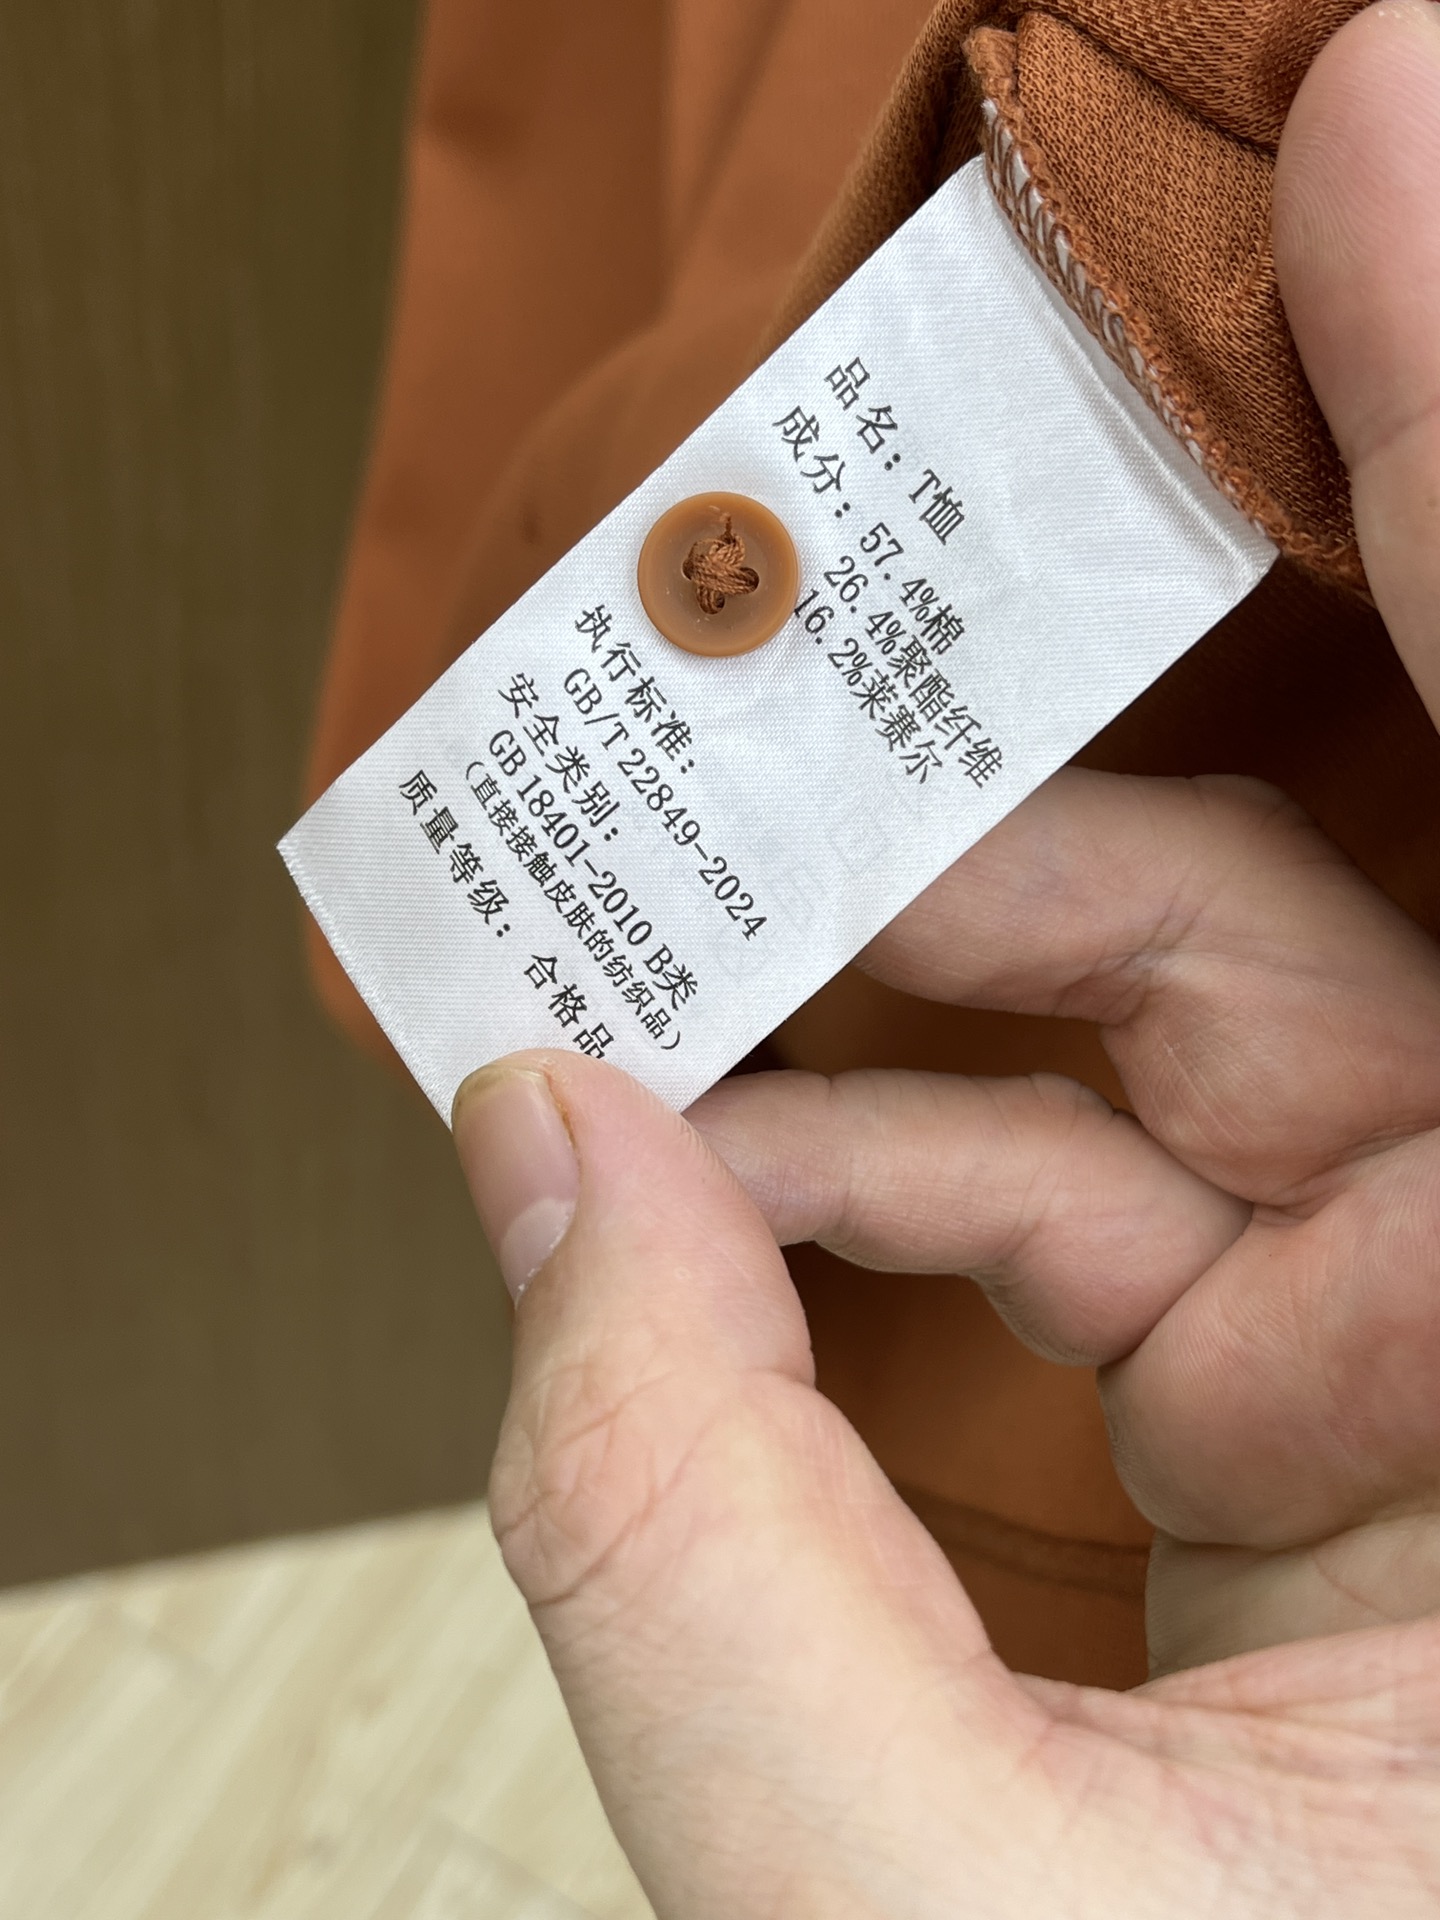 品名：T恤
成分：57.4%棉
26.4%聚酯纤维
16.2%莱赛尔
执行标准：
GB/T 22849-2024
安全类别：
GB 18401-2010 B类
(直接接触皮肤的纺织品)
质量等级：合格品